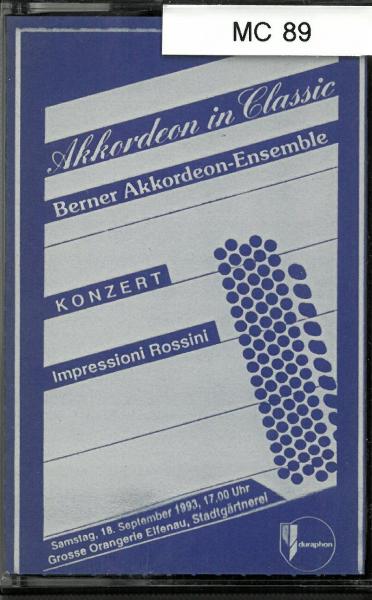 MC 89
Akkordeon in Classic
Berner Akkordeon-Ensemble
KONZERT
Impressioni Rossini
Samstag, 18. September 1993, 17.00 Uhr
Grosse Orangerie Elfenau, Stadtgärtnerei
duraphon